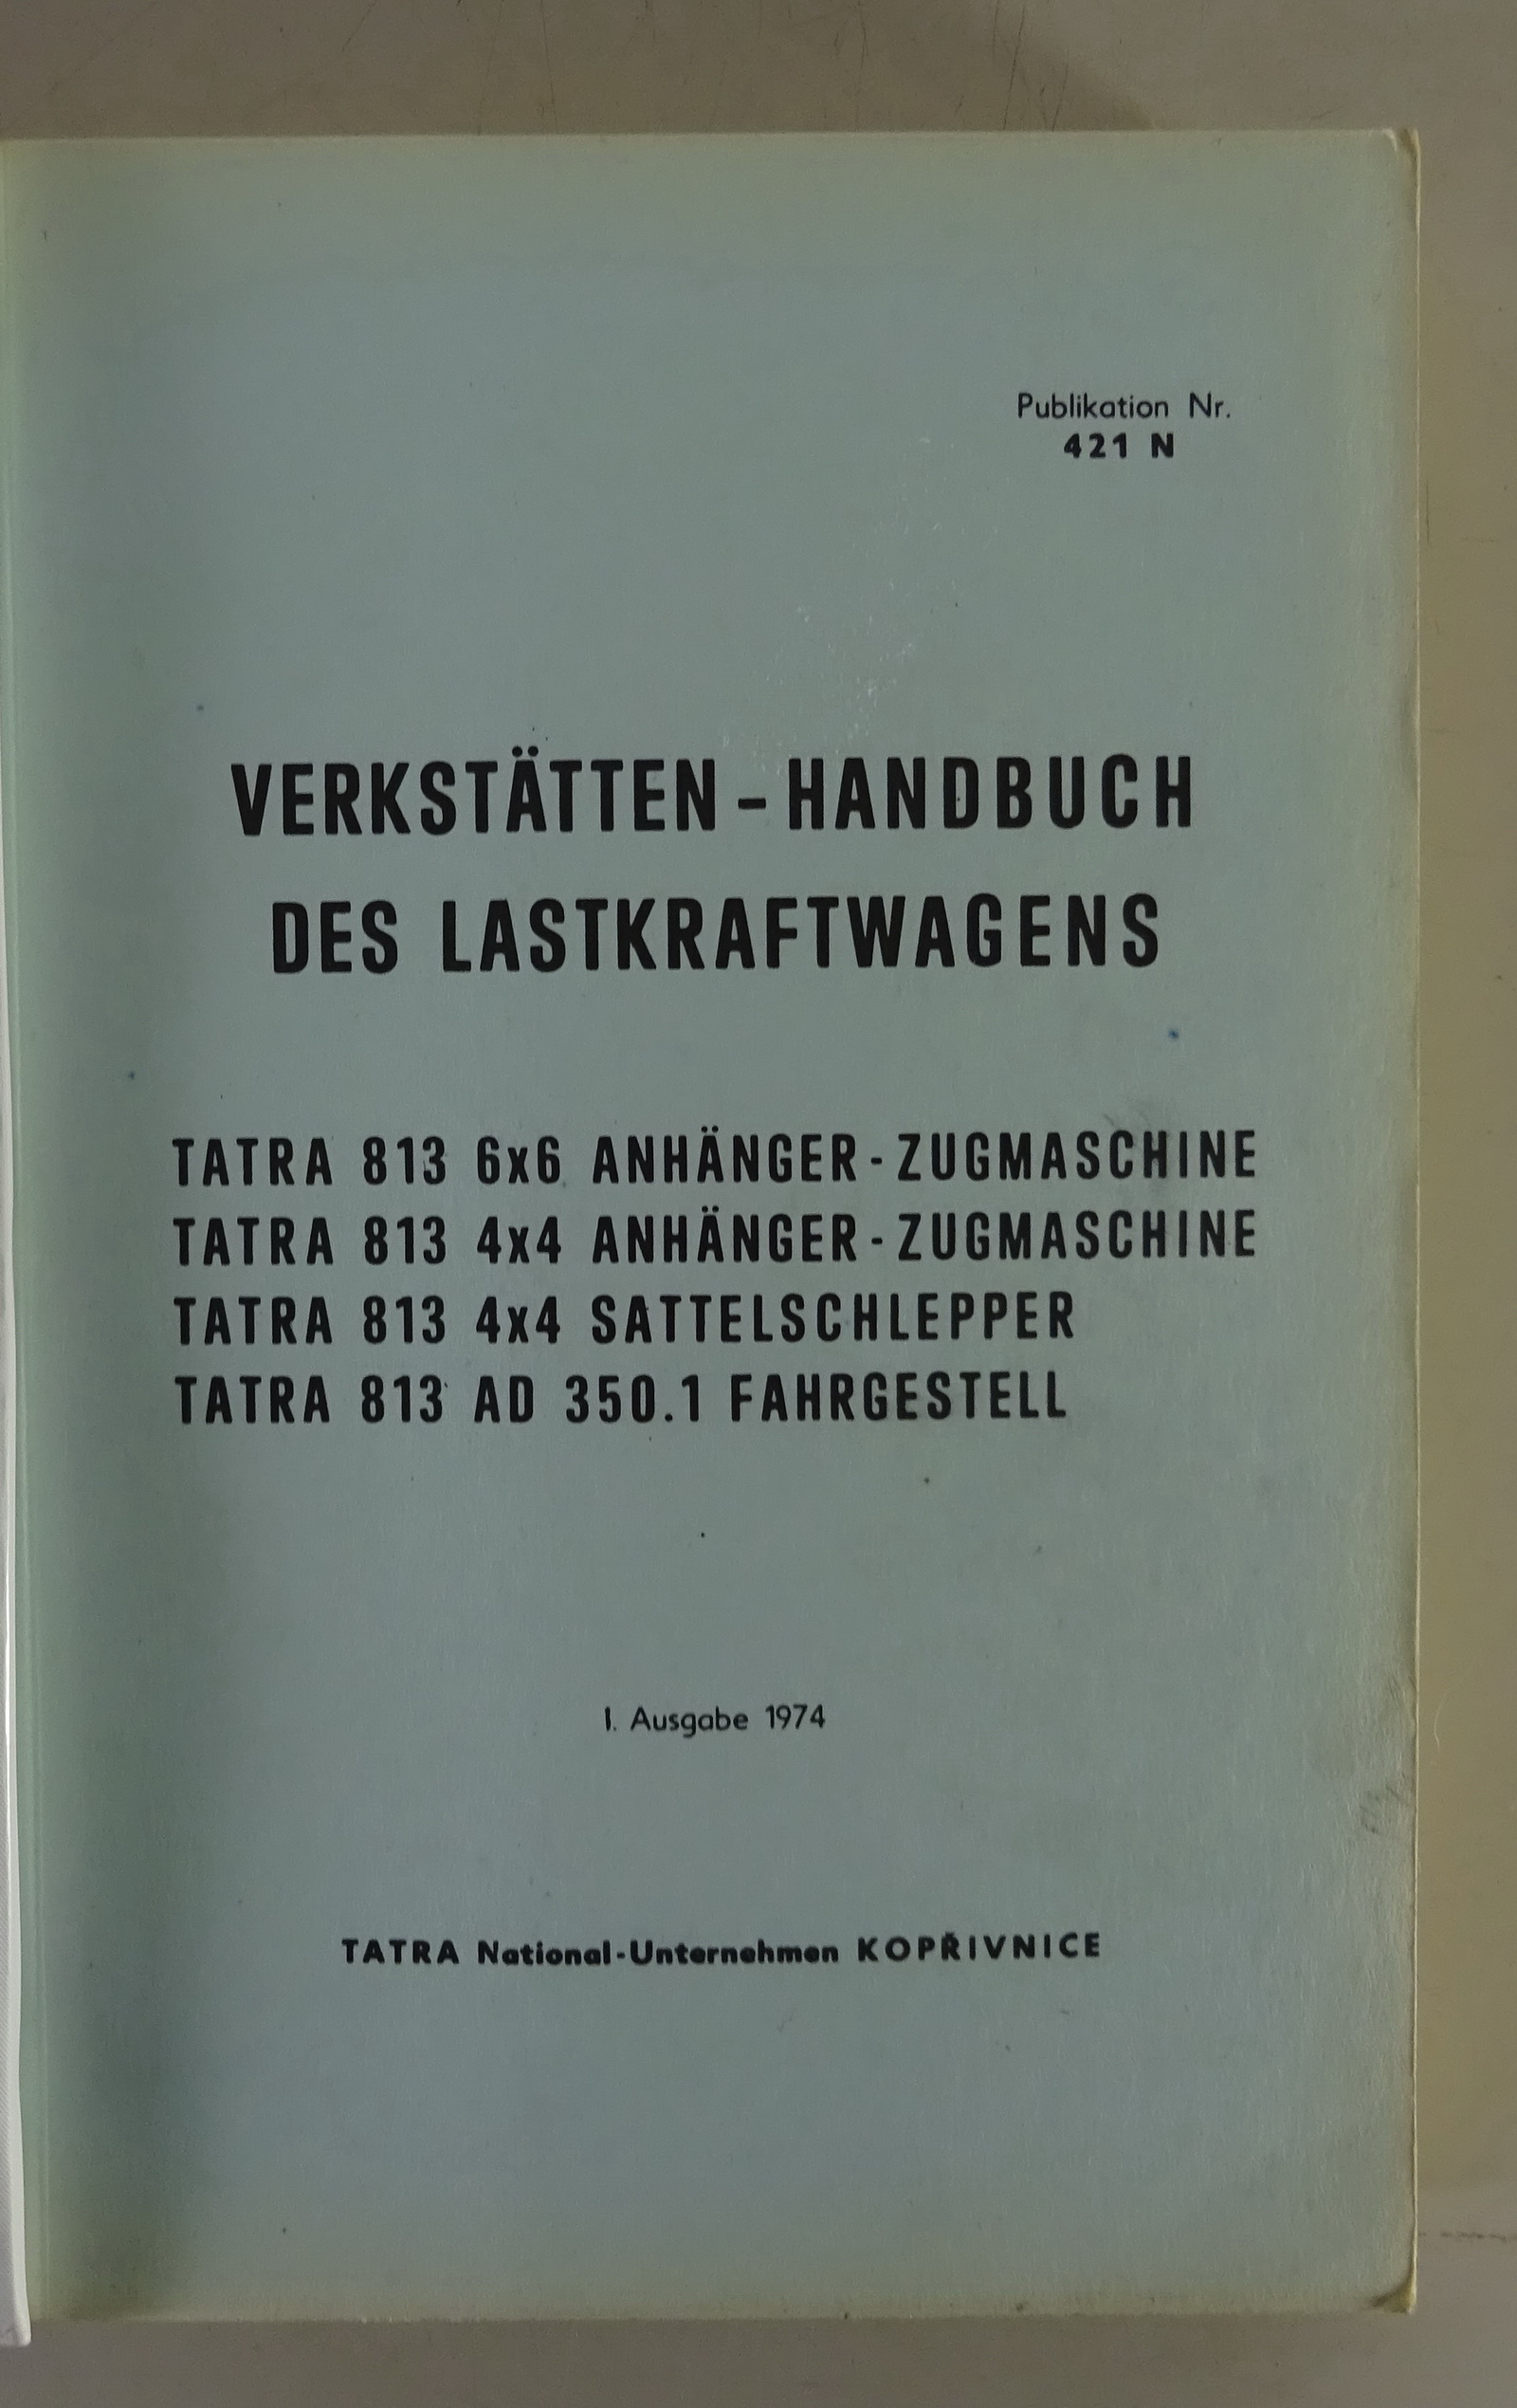 Publikation Nr.
421 N
VERKSTÄTTEN - HANDBUCH
DES LASTKRAFTWAGENS
TATRA 813 6x6 ANHÄNGER - ZUGMASCHINE
TATRA 813 4x4 ANHÄNGER - ZUGMASCHINE
TATRA 813 4x4 SATTELSCHLEPPER
TATRA 813 AD 350.1 FAHRGESTELL
I. Ausgabe 1974
TATRA National-Unternehmen KOPŘIVNICE